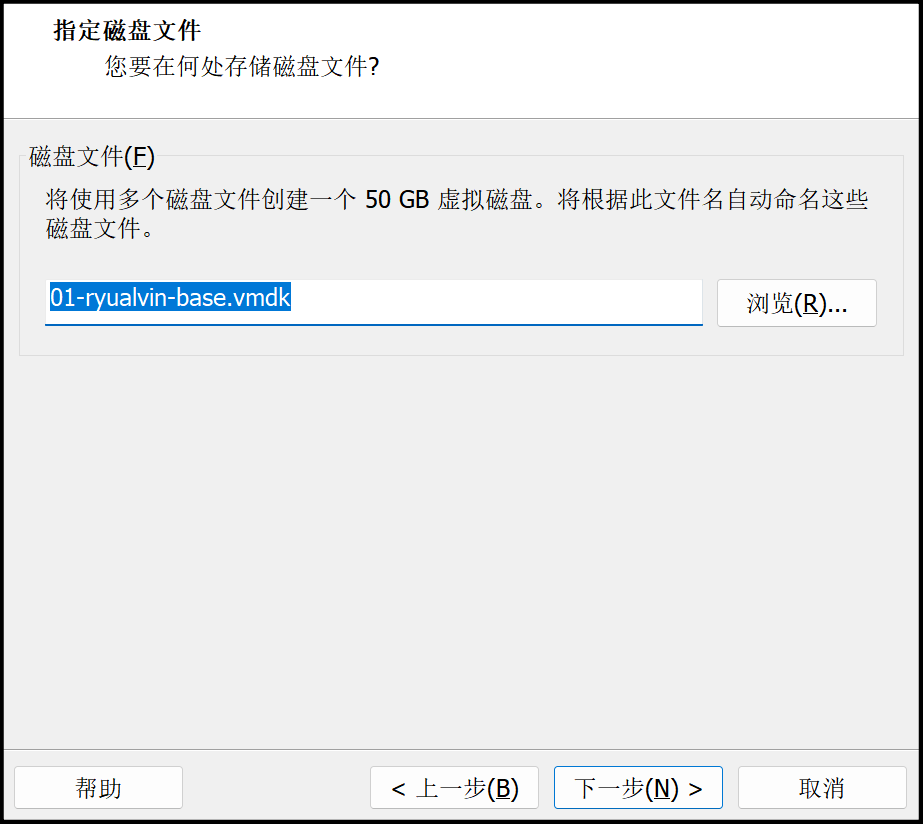 指定磁盘文件
您要在何处存储磁盘文件?
磁盘文件(F)
将使用多个磁盘文件创建一个 50 GB 虚拟磁盘。将根据此文件名自动命名这些
磁盘文件。
01-ryualvin-base.vmdk
浏览(R)...
帮助
< 上一步(B)
下一步(N) >
取消